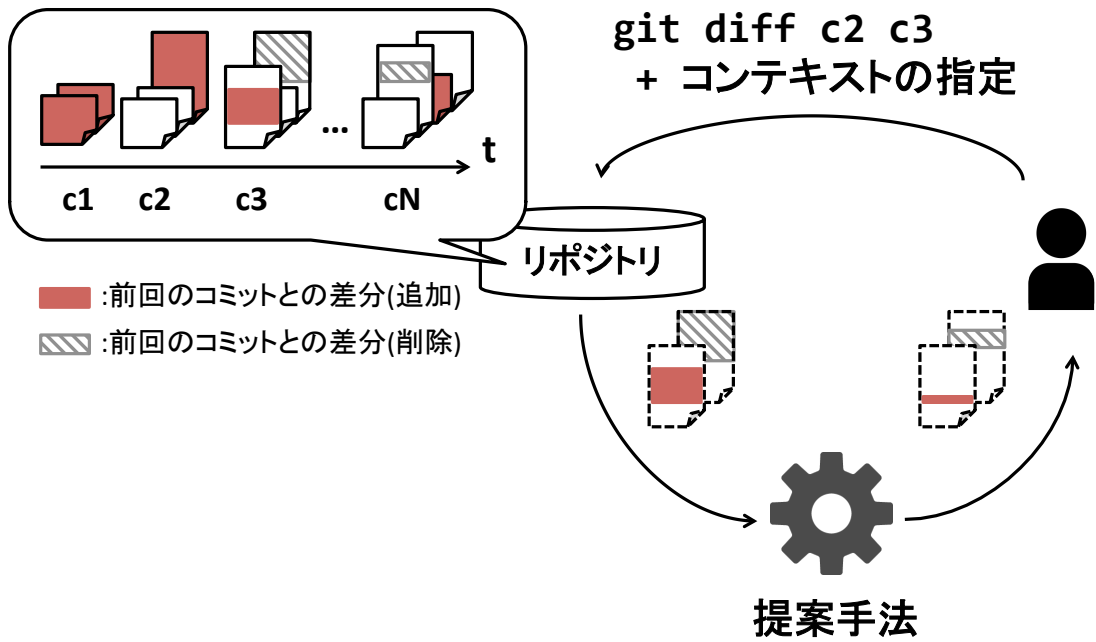 git diff c2 c3
+ コンテキストの指定
...
t
c1 c2 c3 cN
リポジトリ
:前回のコミットとの差分(追加)
:前回のコミットとの差分(削除)
提案手法